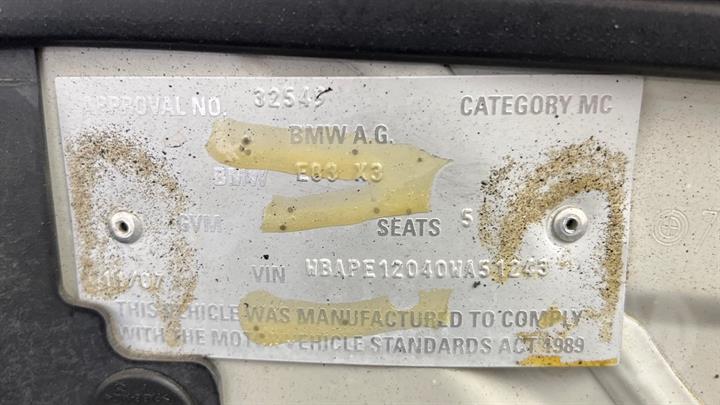 APPROVAL NO. 32545 CATEGORY MC
BMW A.G.
BMW E83 X3
GVM SEATS 5
11/07 VIN WBAPE12040WA51243
THIS VEHICLE WAS MANUFACTURED TO COMPLY
WITH THE MOTOR VEHICLE STANDARDS ACT 1989